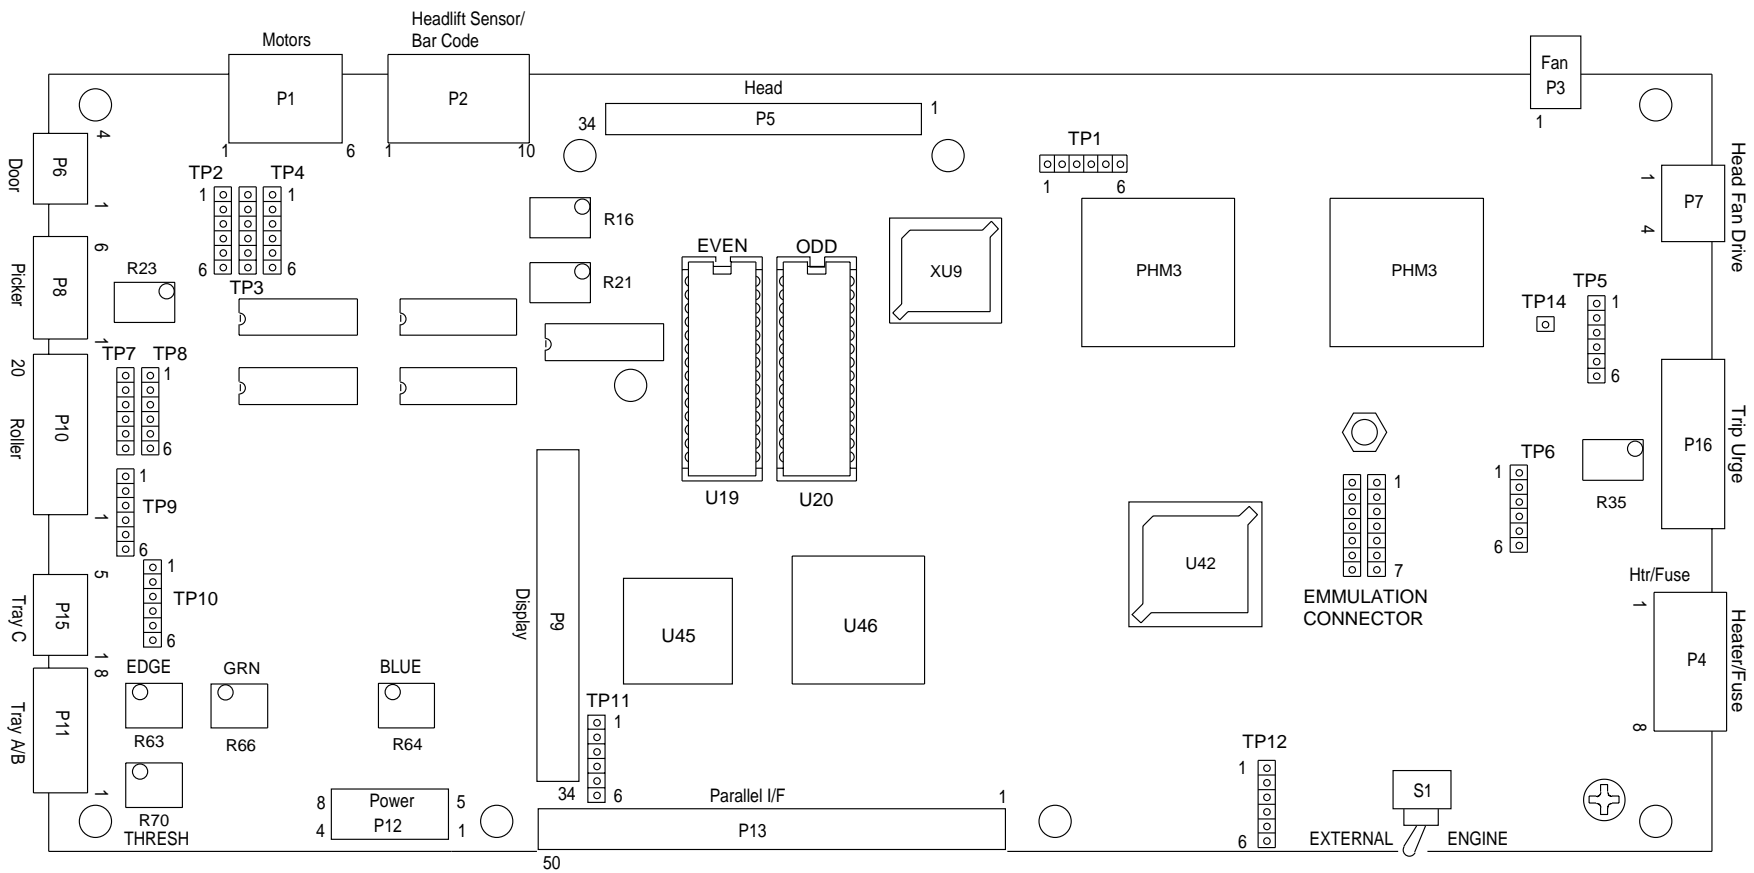 Headlift Sensor/
Bar Code
Motors
P1
1
6
P2
1
10
Head
P5
34
1
Fan
P3
1
Door
P6
4
1
TP2
TP4
1
1
6
6
TP3
TP1
1
6
Head Fan Drive
P7
1
4
Picker
P8
6
1
R23
R16
R21
EVEN
ODD
U19
U20
XU9
PHM3
PHM3
TP14
TP5
1
6
Roller
P10
20
1
TP7
TP8
1
6
1
TP9
6
1
TP10
6
Trip Urge
P16
R35
TP6
1
6
U42
1
7
EMMULATION
CONNECTOR
Htr/Fuse
Heater/Fuse
P4
1
8
Tray C
P15
5
1
Tray A/B
P11
8
1
EDGE
R63
GRN
R66
BLUE
R64
R70
THRESH
Display
P9
34
U45
U46
TP11
1
6
8
Power
5
4
P12
1
Parallel I/F
1
P13
50
TP12
1
6
S1
EXTERNAL
ENGINE